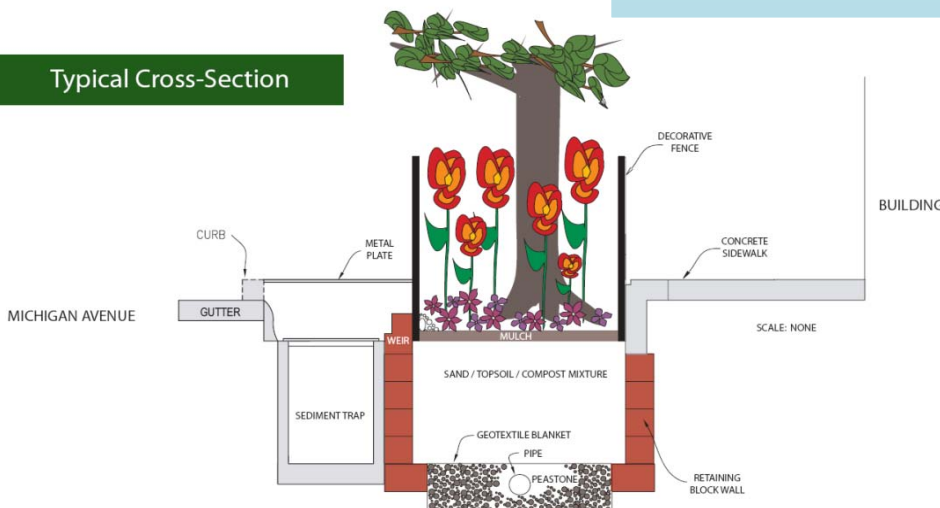 Typical Cross-Section
DECORATIVE
FENCE
BUILDING
CURB
METAL
PLATE
CONCRETE
SIDEWALK
MICHIGAN AVENUE
GUTTER
SCALE: NONE
WEIR
MULCH
SAND / TOPSOIL / COMPOST MIXTURE
SEDIMENT TRAP
GEOTEXTILE BLANKET
PIPE
PEASTONE
RETAINING
BLOCK WALL